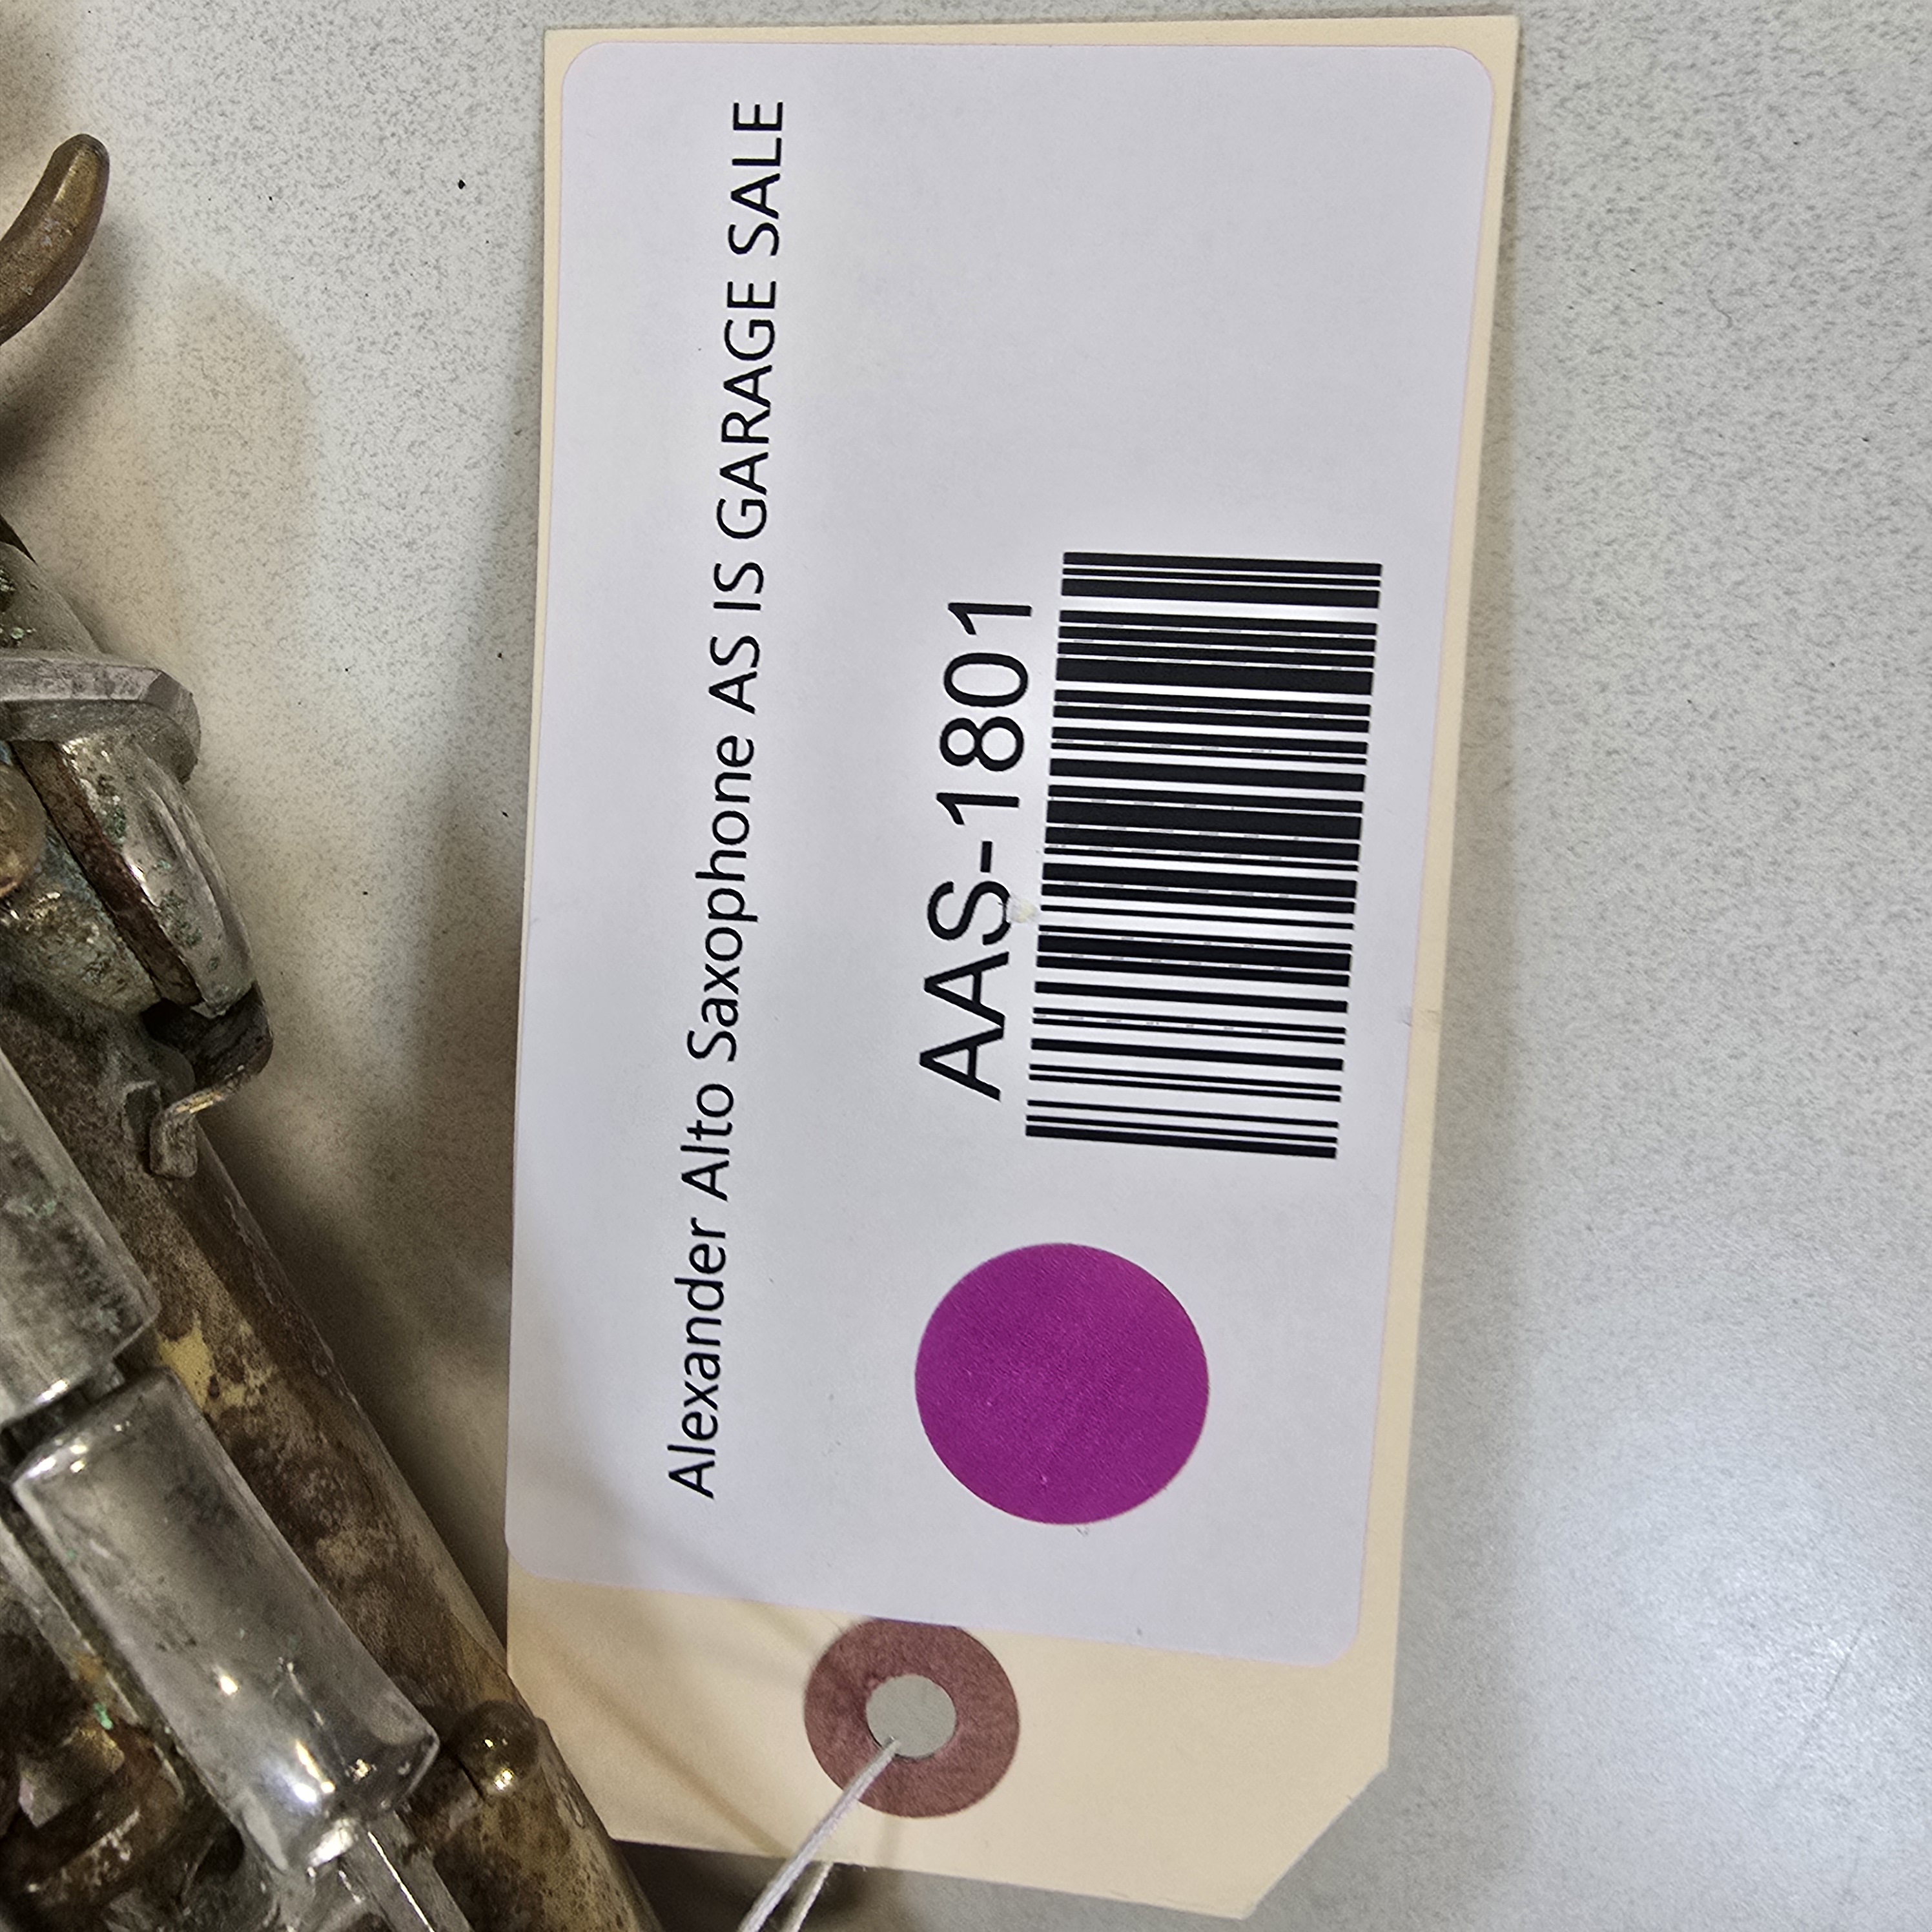 Alexander Alto Saxophone AS IS GARAGE SALE
AAS-1801